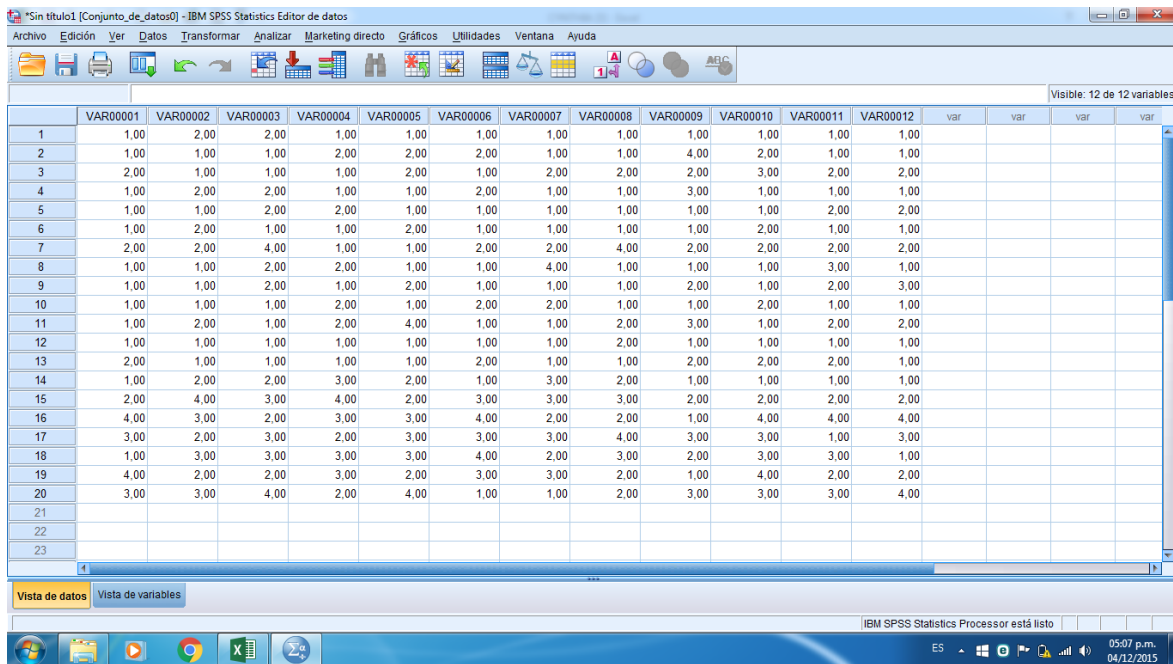 *Sin título1 [Conjunto_de_datos0] - IBM SPSS Statistics Editor de datos
Archivo Edición Ver Datos Transformar Analizar Marketing directo Gráficos Utilidades Ventana Ayuda
Visible: 12 de 12 variables
VAR00001 VAR00002 VAR00003 VAR00004 VAR00005 VAR00006 VAR00007 VAR00008 VAR00009 VAR00010 VAR00011 VAR00012 var var var var
1 1,00 2,00 2,00 1,00 1,00 1,00 1,00 1,00 1,00 1,00 1,00 1,00
2 1,00 1,00 1,00 2,00 2,00 2,00 1,00 1,00 4,00 2,00 1,00 1,00
3 2,00 1,00 1,00 1,00 2,00 1,00 2,00 2,00 2,00 3,00 2,00 2,00
4 1,00 2,00 2,00 1,00 1,00 2,00 1,00 1,00 3,00 1,00 1,00 1,00
5 1,00 1,00 2,00 2,00 1,00 1,00 1,00 1,00 1,00 1,00 2,00 2,00
6 1,00 2,00 1,00 1,00 2,00 1,00 1,00 1,00 1,00 2,00 1,00 1,00
7 2,00 2,00 4,00 1,00 1,00 2,00 2,00 4,00 1,00 2,00 2,00 2,00
8 1,00 1,00 2,00 2,00 1,00 1,00 4,00 1,00 1,00 1,00 3,00 1,00
9 1,00 1,00 2,00 1,00 2,00 1,00 1,00 1,00 2,00 1,00 2,00 3,00
10 1,00 1,00 1,00 2,00 1,00 2,00 2,00 1,00 1,00 2,00 1,00 1,00
11 1,00 2,00 1,00 2,00 4,00 1,00 1,00 2,00 3,00 1,00 2,00 2,00
12 1,00 1,00 1,00 1,00 1,00 1,00 1,00 2,00 1,00 1,00 1,00 1,00
13 2,00 1,00 1,00 1,00 1,00 2,00 1,00 1,00 2,00 2,00 2,00 1,00
14 1,00 2,00 2,00 3,00 2,00 1,00 3,00 2,00 1,00 1,00 1,00 1,00
15 2,00 4,00 3,00 4,00 2,00 3,00 3,00 3,00 2,00 2,00 2,00 2,00
16 4,00 3,00 2,00 3,00 3,00 4,00 2,00 2,00 1,00 4,00 4,00 4,00
17 3,00 2,00 3,00 2,00 3,00 3,00 3,00 4,00 3,00 3,00 1,00 3,00
18 1,00 3,00 3,00 3,00 3,00 4,00 2,00 3,00 2,00 3,00 3,00 1,00
19 4,00 2,00 2,00 3,00 2,00 3,00 3,00 2,00 1,00 4,00 2,00 2,00
20 3,00 3,00 4,00 2,00 4,00 1,00 1,00 2,00 3,00 3,00 3,00 4,00
21
22
23
Vista de datos Vista de variables
IBM SPSS Statistics Processor está listo
ES 05:07 p.m.
04/12/2015